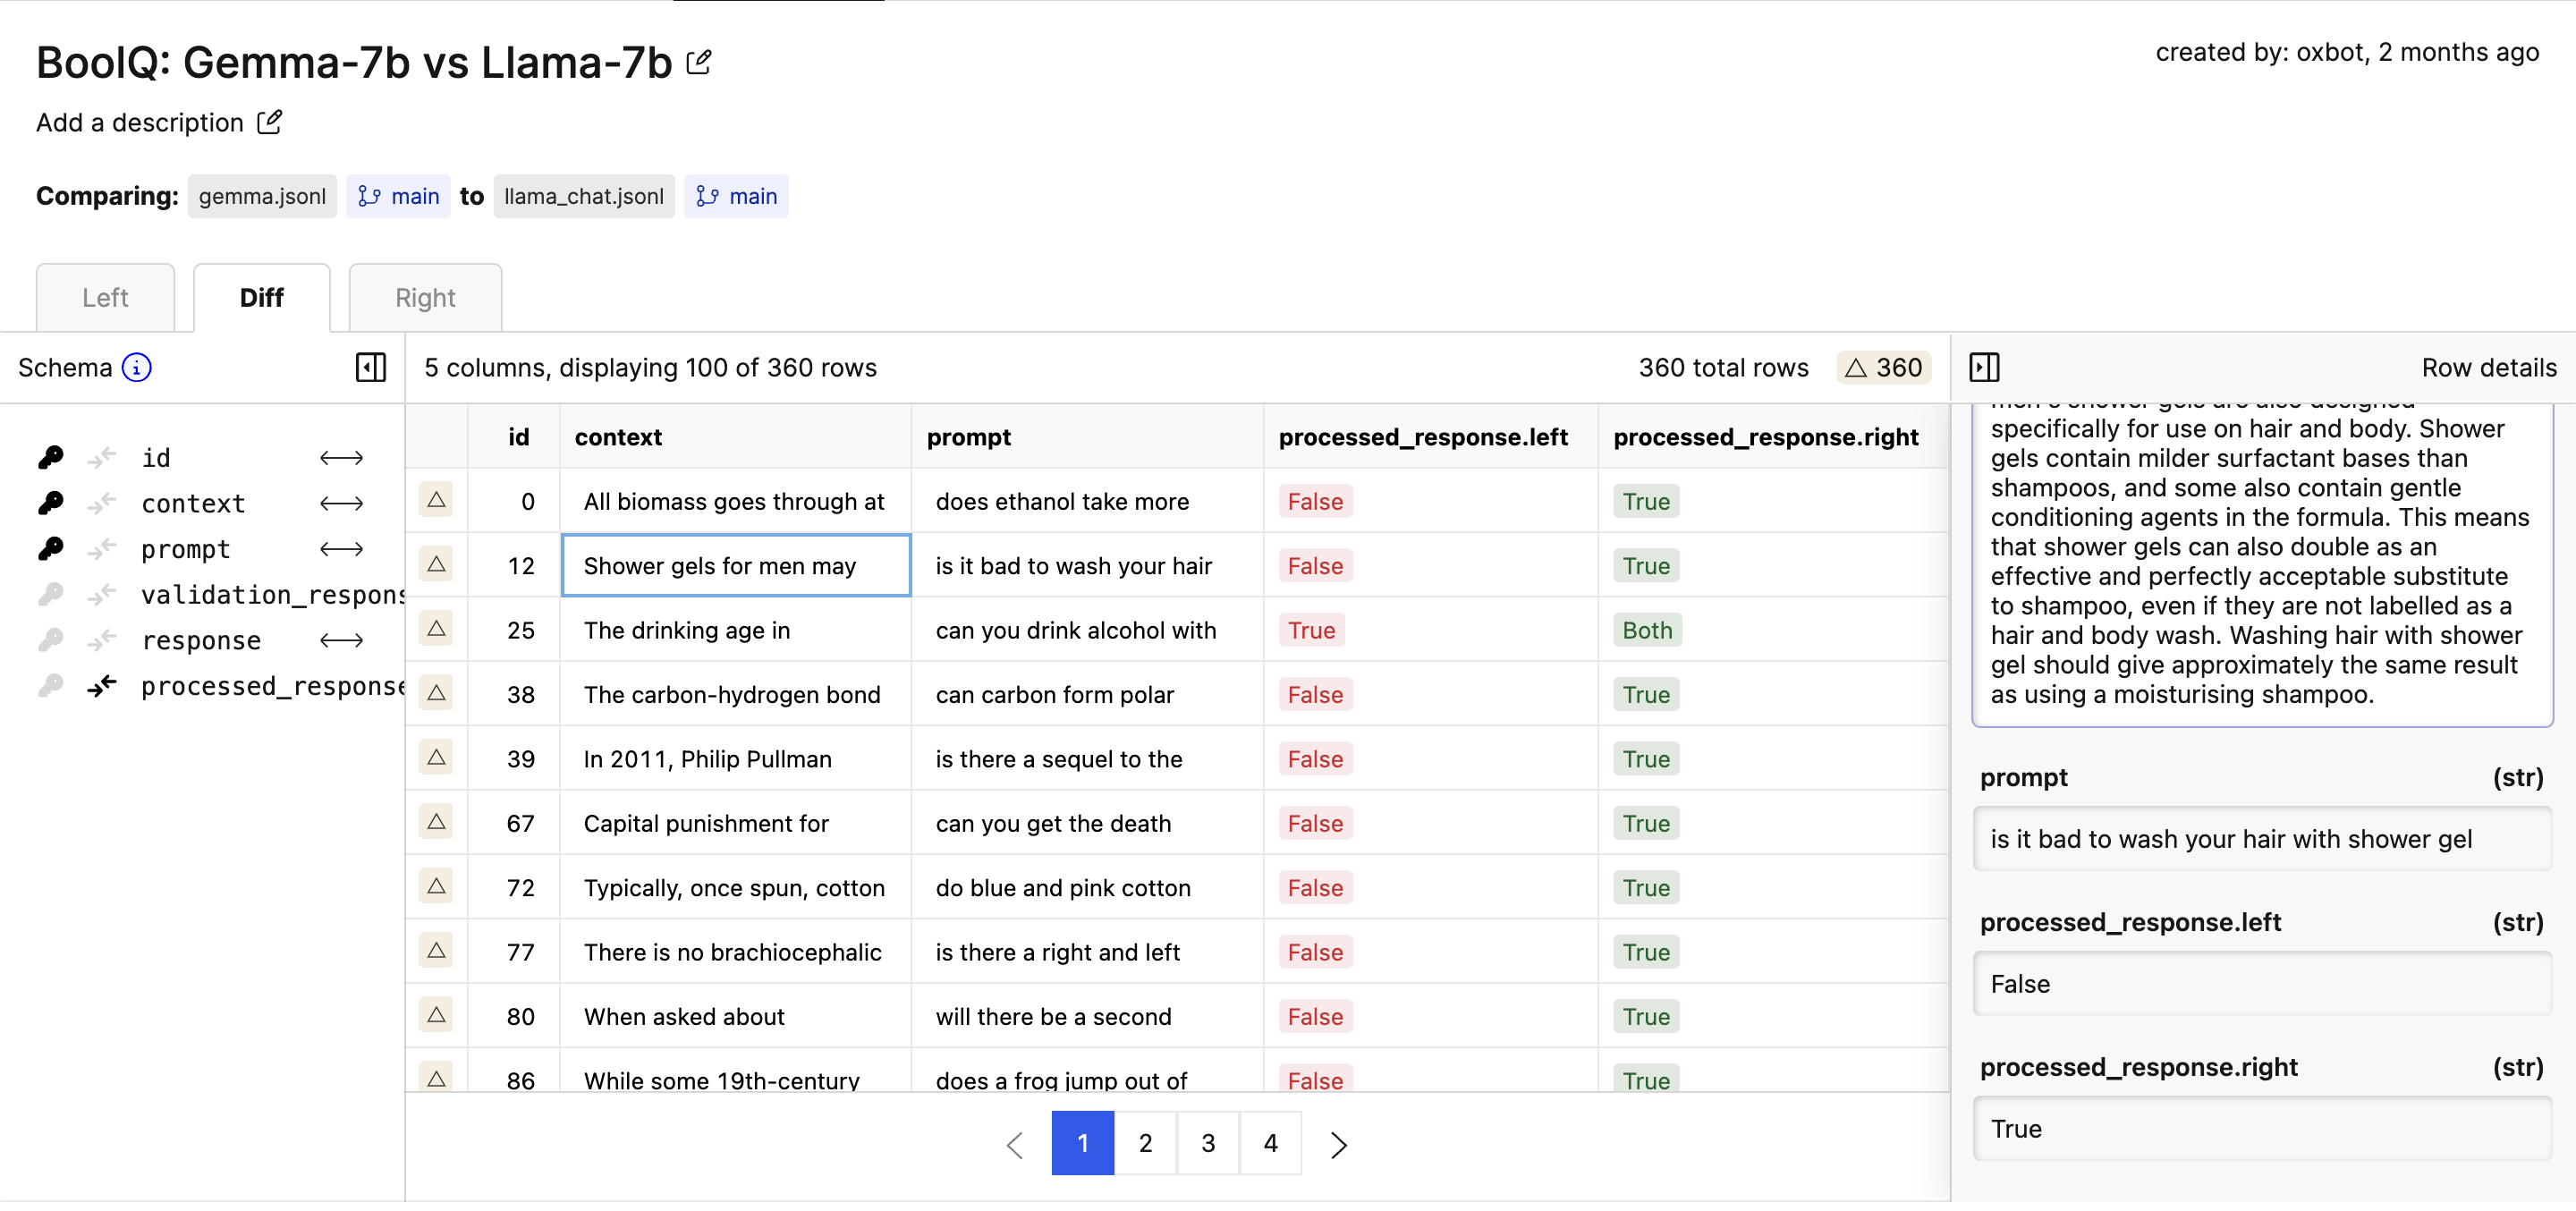 BoolQ: Gemma-7b vs Llama-7b
created by: oxbot, 2 months ago
Add a description
Comparing: gemma.jsonl main to llama_chat.jsonl main
Left Diff Right
Schema
5 columns, displaying 100 of 360 rows 360 total rows △ 360
Row details
id
context
prompt
validation_respons
response
processed_response
id context prompt processed_response.left processed_response.right
△ 0 All biomass goes through at does ethanol take more False True
△ 12 Shower gels for men may is it bad to wash your hair False True
△ 25 The drinking age in can you drink alcohol with True Both
△ 38 The carbon-hydrogen bond can carbon form polar False True
△ 39 In 2011, Philip Pullman is there a sequel to the False True
△ 67 Capital punishment for can you get the death False True
△ 72 Typically, once spun, cotton do blue and pink cotton False True
△ 77 There is no brachiocephalic is there a right and left False True
△ 80 When asked about will there be a second False True
△ 86 While some 19th-century does a frog jump out of False True
1 2 3 4
men's shower gels are also designed
specifically for use on hair and body. Shower
gels contain milder surfactant bases than
shampoos, and some also contain gentle
conditioning agents in the formula. This means
that shower gels can also double as an
effective and perfectly acceptable substitute
to shampoo, even if they are not labelled as a
hair and body wash. Washing hair with shower
gel should give approximately the same result
as using a moisturising shampoo.
prompt (str)
is it bad to wash your hair with shower gel
processed_response.left (str)
False
processed_response.right (str)
True